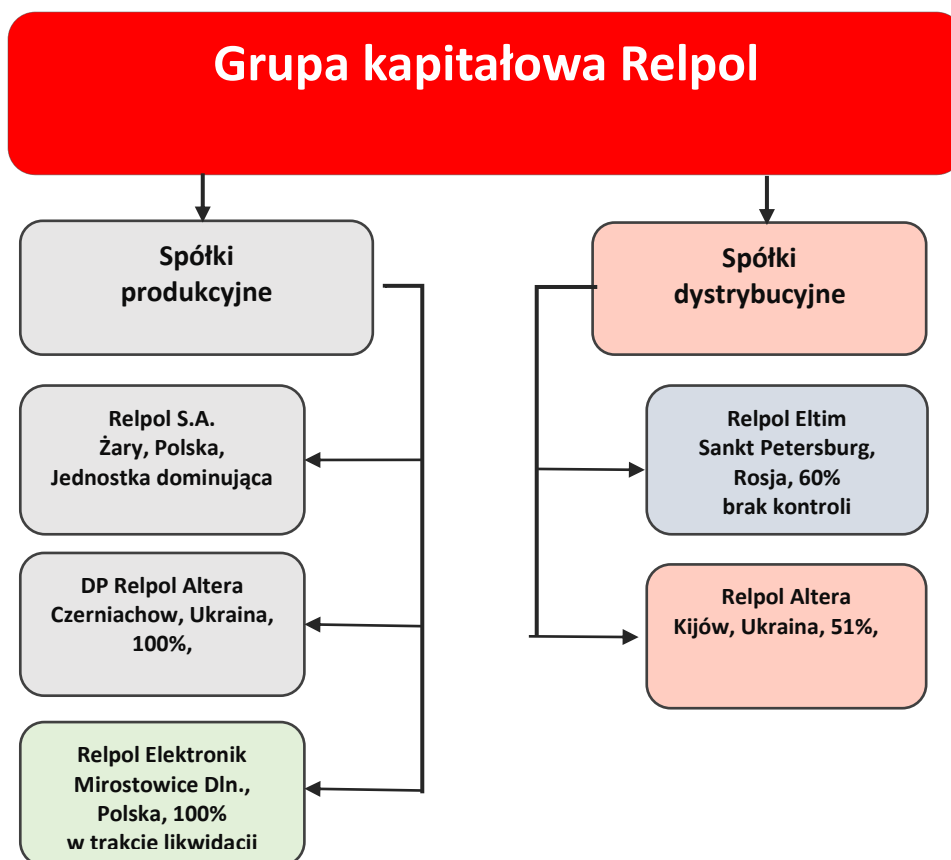 Grupa kapitałowa Relpol
Spółki
produkcyjne
Spółki
dystrybucyjne
Relpol S.A.
Żary, Polska,
Jednostka dominująca
Relpol Eltim
Sankt Petersburg,
Rosja, 60%
brak kontroli
DP Relpol Altera
Czerniachow, Ukraina,
100%,
Relpol Altera
Kijów, Ukraina, 51%,
Relpol Elektronik
Mirostowice Dln.,
Polska, 100%
w trakcie likwidacji